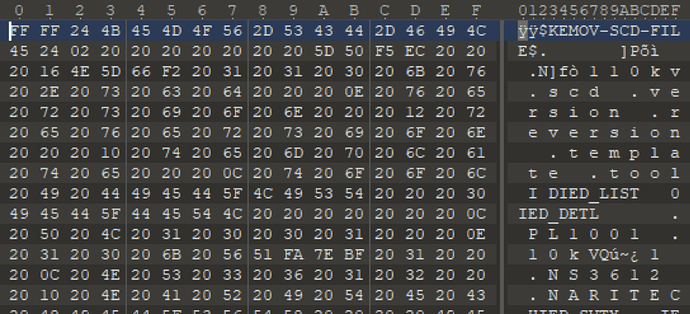 0 1 2 3 4 5 6 7 8 9 A B C D E F 0123456789ABCDEF
FF FF 24 4B 45 4D 4F 56 2D 53 43 44 2D 46 49 4C ÿÿ$KEMOV-SCD-FIL
45 24 02 20 20 20 20 20 20 20 5D 50 F5 EC 20 20 E$. ]Põì
20 16 4E 5D 66 F2 20 31 20 31 20 30 20 6B 20 76 .N]fò 1 1 0 k v
20 2E 20 73 20 63 20 64 20 20 20 0E 20 76 20 65 . s c d . v e
20 72 20 73 20 69 20 6F 20 6E 20 20 20 12 20 72 r s i o n . r
20 65 20 76 20 65 20 72 20 73 20 69 20 6F 20 6E e v e r s i o n
20 20 20 10 20 74 20 65 20 6D 20 70 20 6C 20 61 . t e m p l a
20 74 20 65 20 20 20 0C 20 74 20 6F 20 6F 20 6C t e . t o o l
20 49 20 44 49 45 44 5F 4C 49 53 54 20 20 20 30 I DIED_LIST 0
49 45 44 5F 44 45 54 4C 20 20 20 20 20 20 20 0C IED_DETL .
20 50 20 4C 20 31 20 30 20 30 20 31 20 20 20 0E P L 1 0 0 1 .
20 31 20 30 20 6B 20 56 51 FA 7E BF 20 31 20 20 1 0 k VQú~¿ 1
20 0C 20 4E 20 53 20 33 20 36 20 31 20 32 20 20 . N S 3 6 1 2
20 10 20 4E 20 41 20 52 20 49 20 54 20 45 20 43 . N A R I T E C